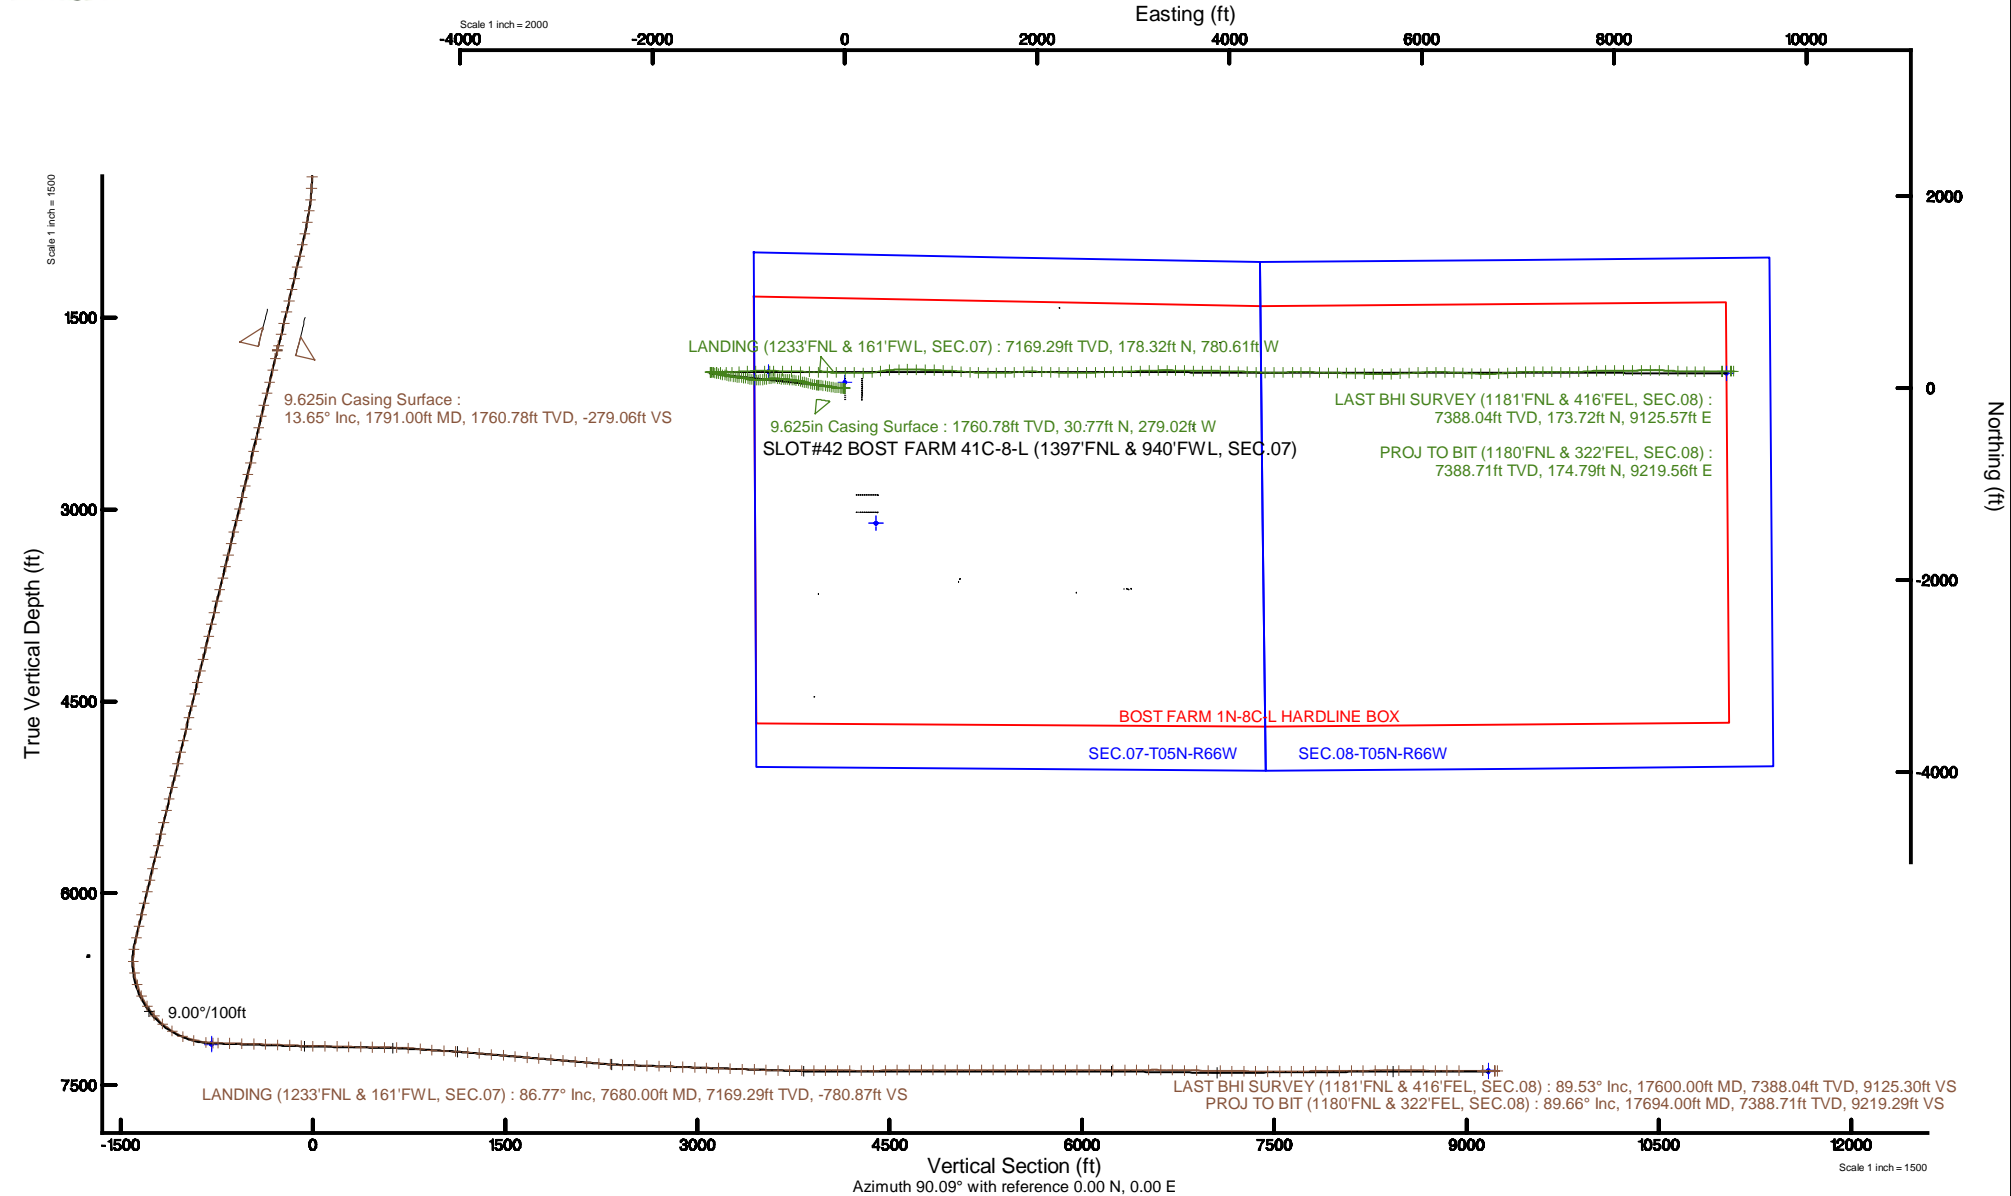 Easting (ft)
Scale 1 inch = 2000
-4000 -2000 0 2000 4000 6000 8000 10000
Scale 1 inch = 1500
2000
0
-2000
-4000
Northing (ft)
True Vertical Depth (ft)
1500
3000
4500
6000
7500
LANDING (1233'FNL & 161'FWL, SEC.07) : 7169.29ft TVD, 178.32ft N, 780.61ft W
9.625in Casing Surface :
13.65° Inc, 1791.00ft MD, 1760.78ft TVD, -279.06ft VS
9.625in Casing Surface : 1760.78ft TVD, 30.77ft N, 279.02ft W
SLOT#42 BOST FARM 41C-8-L (1397'FNL & 940'FWL, SEC.07)
LAST BHI SURVEY (1181'FNL & 416'FEL, SEC.08) :
7388.04ft TVD, 173.72ft N, 9125.57ft E
PROJ TO BIT (1180'FNL & 322'FEL, SEC.08) :
7388.71ft TVD, 174.79ft N, 9219.56ft E
BOST FARM 1N-8C-L HARDLINE BOX
SEC.07-T05N-R66W
SEC.08-T05N-R66W
9.00°/100ft
LANDING (1233'FNL & 161'FWL, SEC.07) : 86.77° Inc, 7680.00ft MD, 7169.29ft TVD, -780.87ft VS
LAST BHI SURVEY (1181'FNL & 416'FEL, SEC.08) : 89.53° Inc, 17600.00ft MD, 7388.04ft TVD, 9125.30ft VS
PROJ TO BIT (1180'FNL & 322'FEL, SEC.08) : 89.66° Inc, 17694.00ft MD, 7388.71ft TVD, 9219.29ft VS
-1500 0 1500 3000 4500 6000 7500 9000 10500 12000
Vertical Section (ft)
Scale 1 inch = 1500
Azimuth 90.09° with reference 0.00 N, 0.00 E